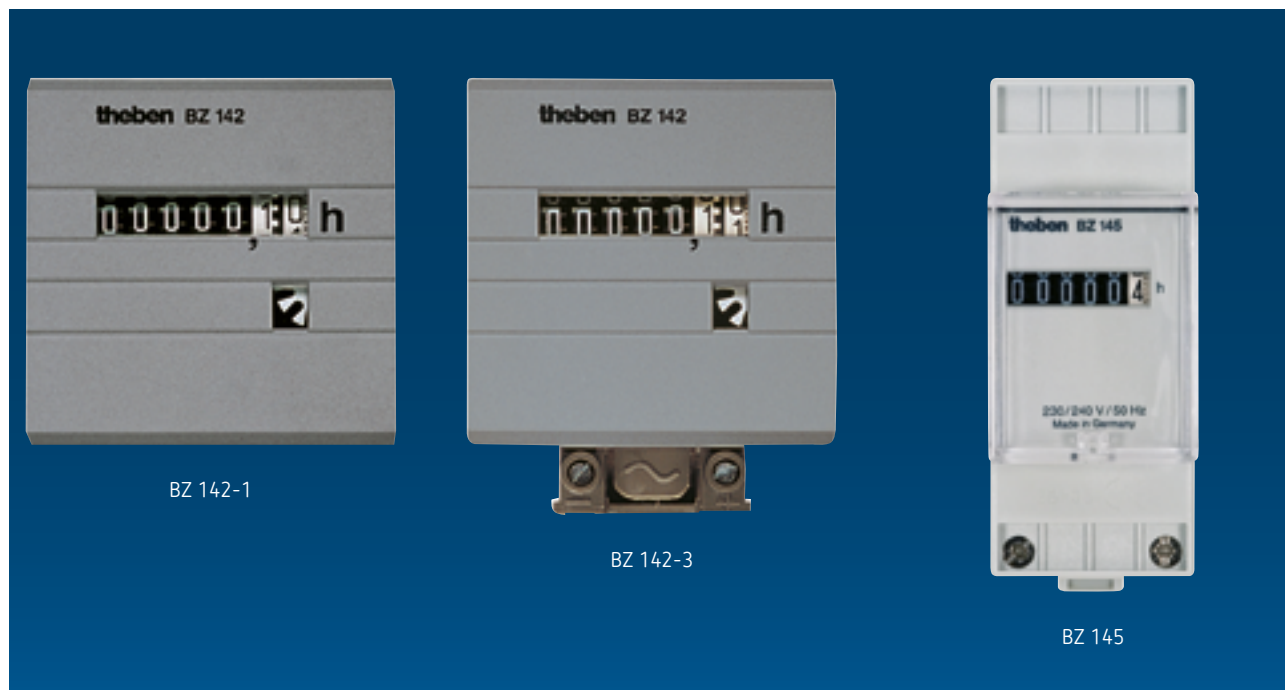 theben BZ 142
00000,10 h
BZ 142-1
theben BZ 142
00000,1 h
BZ 142-3
theben BZ 145
000004 h
230/240 V / 50 Hz
Made in Germany
BZ 145